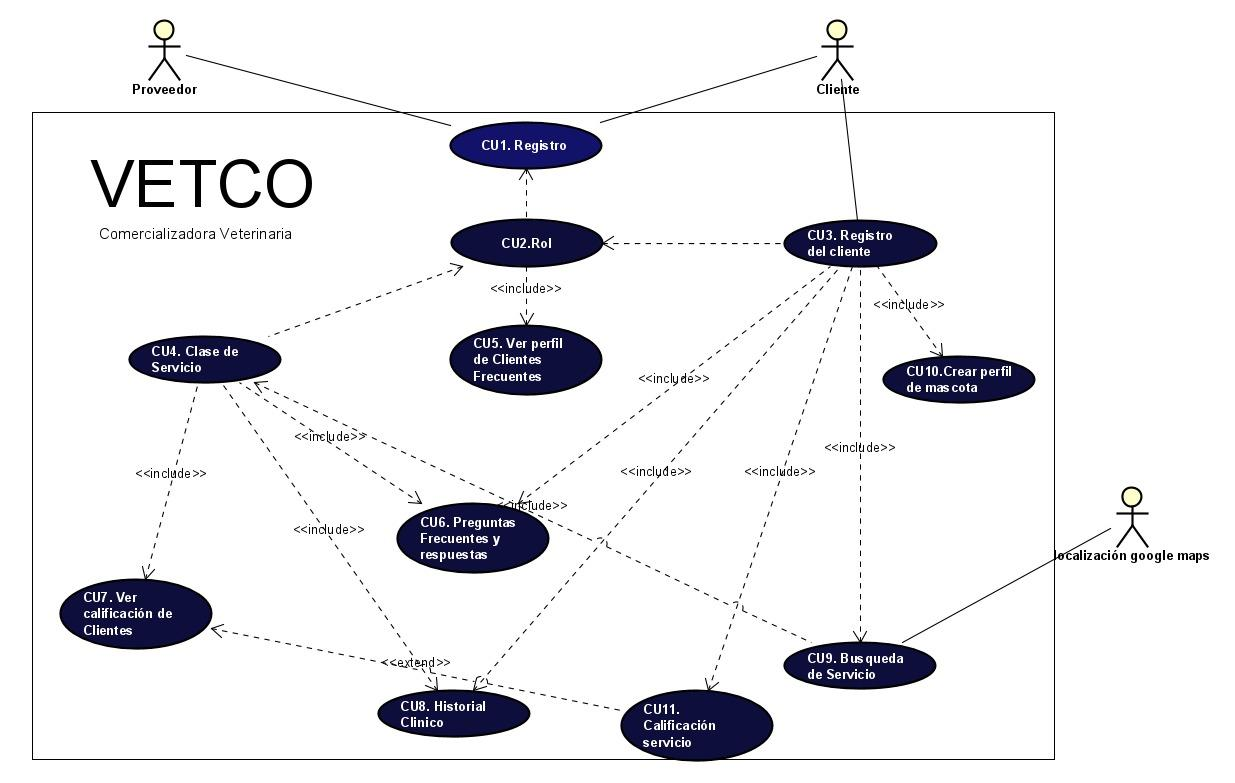 Proveedor
Cliente
CU1. Registro
VETCO
Comercializadora Veterinaria
CU2.Rol
CU3. Registro
del cliente
<<include>>
<<include>>
CU4. Clase de
Servicio
CU5. Ver perfil
de Clientes
Frecuentes
CU10.Crear perfil
de mascota
<<include>>
<<include>>
<<include>>
<<include>>
<<include>>
<<include>>
<<include>>
CU6. Preguntas
Frecuentes y
respuestas
<<include>>
localización google maps
CU7. Ver
calificación de
Clientes
CU9. Busqueda
de Servicio
<<extend>>
CU8. Historial
Clinico
CU11.
Calificación
servicio